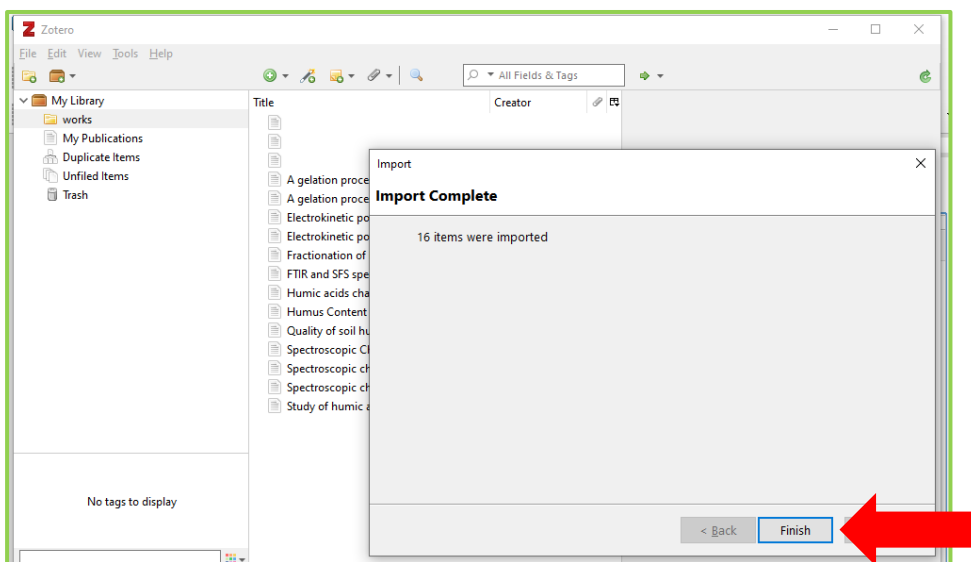 Zotero
File Edit View Tools Help
All Fields & Tags
My Library
works
My Publications
Duplicate Items
Unfiled Items
Trash
No tags to display
Title Creator
A gelation proce
A gelation proce
Electrokinetic po
Electrokinetic po
Fractionation of
FTIR and SFS spe
Humic acids cha
Humus Content
Quality of soil hu
Spectroscopic Cl
Spectroscopic ch
Spectroscopic ch
Study of humic a
Import
Import Complete
16 items were imported
< Back Finish